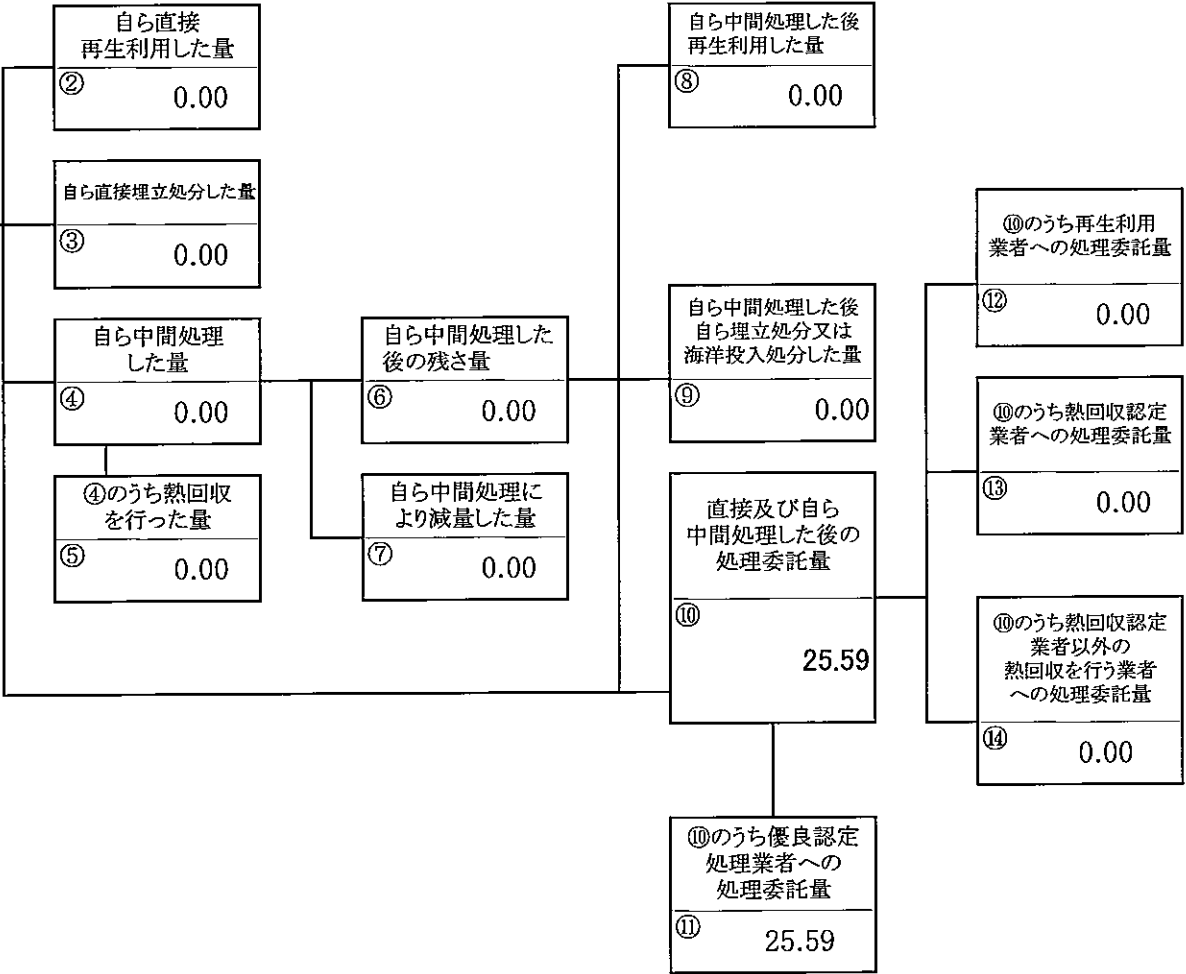 自ら直接
再生利用した量
②
0.00
自ら直接埋立処分した量
③
0.00
自ら中間処理
した量
④
0.00
④のうち熱回収
を行った量
⑤
0.00
自ら中間処理した
後の残さ量
⑥
0.00
自ら中間処理に
より減量した量
⑦
0.00
自ら中間処理した後
再生利用した量
⑧
0.00
自ら中間処理した後
自ら埋立処分又は
海洋投入処分した量
⑨
0.00
直接及び自ら
中間処理した後の
処理委託量
⑩
25.59
⑩のうち優良認定
処理業者への
処理委託量
⑪
25.59
⑩のうち再生利用
業者への処理委託量
⑫
0.00
⑩のうち熱回収認定
業者への処理委託量
⑬
0.00
⑩のうち熱回収認定
業者以外の
熱回収を行う業者
への処理委託量
⑭
0.00